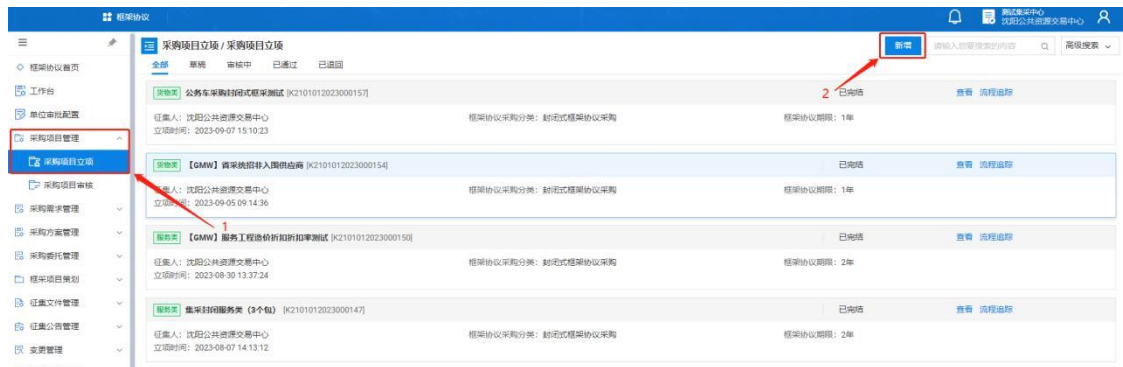 框架协议
测试集采中心
沈阳公共资源交易中心
采购项目立项 / 采购项目立项
新增
请输入您要搜索的内容
高级搜索
全部 草稿 审核中 已通过 已退回
框架协议首页
工作台
单位审批配置
采购项目管理
采购项目立项
采购项目审核
采购需求管理
采购方案管理
采购委托管理
框采项目策划
征集文件管理
征集公告管理
变更管理
1
2
货物类 公务车采购封闭式框采测试 [K2101012023000157] 已完结 查看 流程追踪
征集人：沈阳公共资源交易中心 框架协议采购分类：封闭式框架协议采购 框架协议期限：1年
立项时间：2023-09-07 15:10:23
货物类 【GMW】省采统招非入围供应商 [K2101012023000154] 已完结 查看 流程追踪
征集人：沈阳公共资源交易中心 框架协议采购分类：封闭式框架协议采购 框架协议期限：1年
立项时间：2023-09-05 09:14:36
服务类 【GMW】服务工程造价折扣折扣率测试 [K2101012023000150] 已完结 查看 流程追踪
征集人：沈阳公共资源交易中心 框架协议采购分类：封闭式框架协议采购 框架协议期限：2年
立项时间：2023-08-30 13:37:24
服务类 集采封闭服务类（3个包） [K2101012023000147] 已完结 查看 流程追踪
征集人：沈阳公共资源交易中心 框架协议采购分类：封闭式框架协议采购 框架协议期限：2年
立项时间：2023-08-07 14:13:12